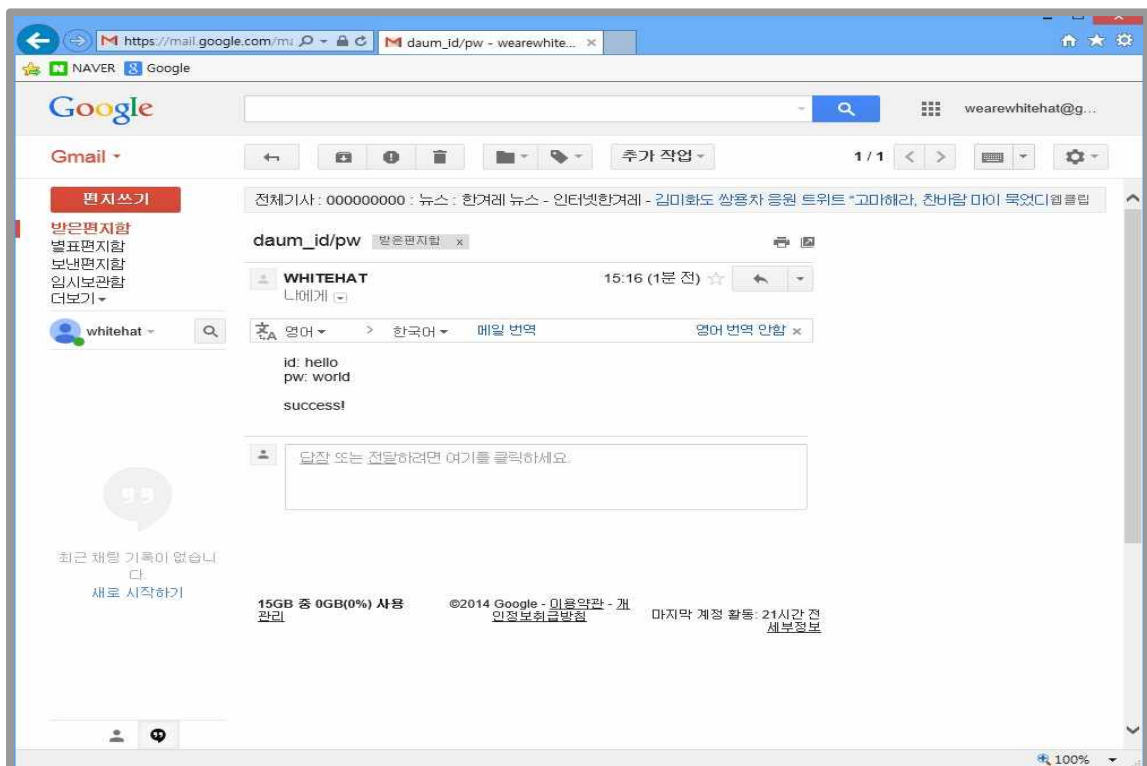 https://mail.google.com/ma
daum_id/pw - wearewhite...
NAVER
Google
Google
wearewhitehat@g...
Gmail
추가 작업
1 / 1
편지쓰기
전체기사 : 000000000 : 뉴스 : 한겨레 뉴스 - 인터넷한겨레 - 김미화도 쌍용차 응원 트위트 "고마해라, 찬바람 마이 묵었다 웹클립
받은편지함
별표편지함
보낸편지함
임시보관함
더보기
whitehat
daum_id/pw
받은편지함 x
WHITEHAT
15:16 (1분 전)
나에게
영어 > 한국어 메일 번역 영어 번역 안함 x
id: hello
pw: world
success!
답장 또는 전달하려면 여기를 클릭하세요.
최근 채팅 기록이 없습니
다.
새로 시작하기
15GB 중 0GB(0%) 사용
관리
©2014 Google - 이용약관 - 개
인정보취급방침
마지막 계정 활동: 21시간 전
세부정보
100%